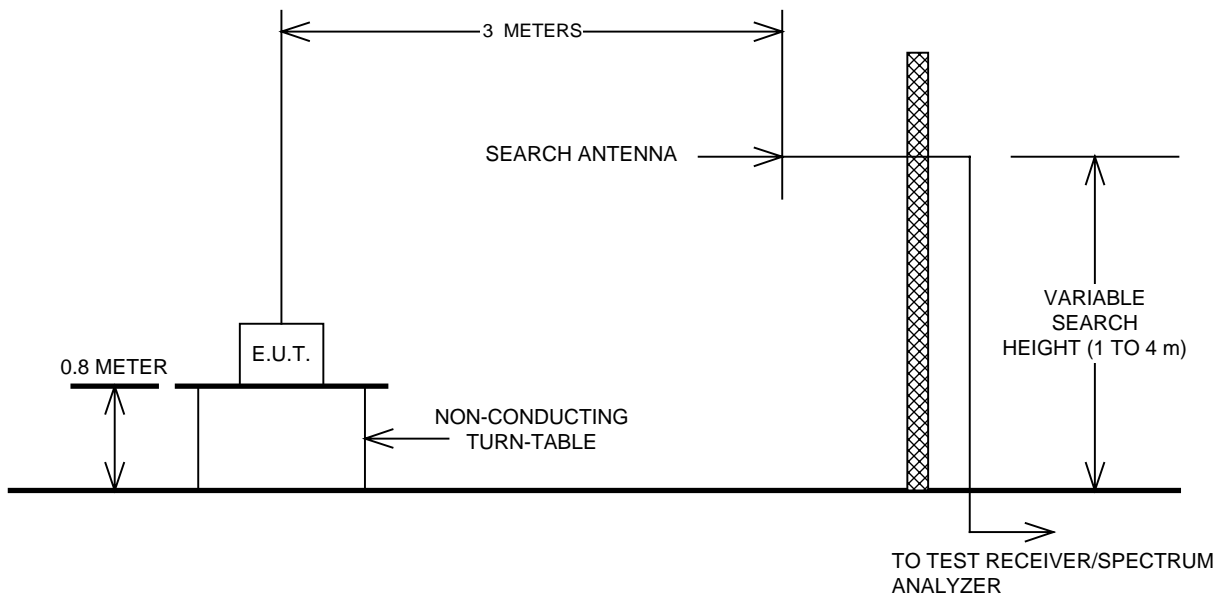 3 METERS
SEARCH ANTENNA
VARIABLE
SEARCH
HEIGHT (1 TO 4 m)
E.U.T.
0.8 METER
NON-CONDUCTING
TURN-TABLE
TO TEST RECEIVER/SPECTRUM
ANALYZER